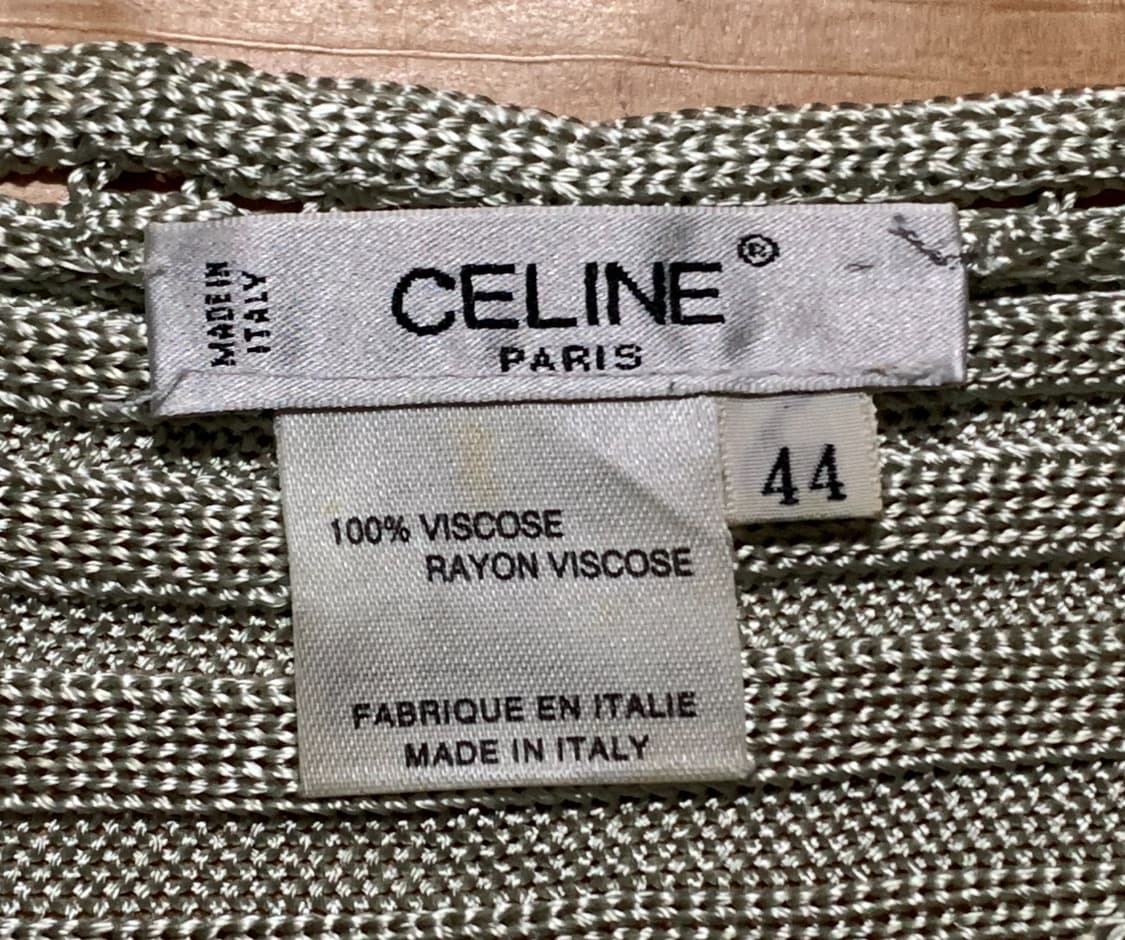 MADE IN
ITALY
CELINE®
PARIS
44
100% VISCOSE
RAYON VISCOSE
FABRIQUE EN ITALIE
MADE IN ITALY